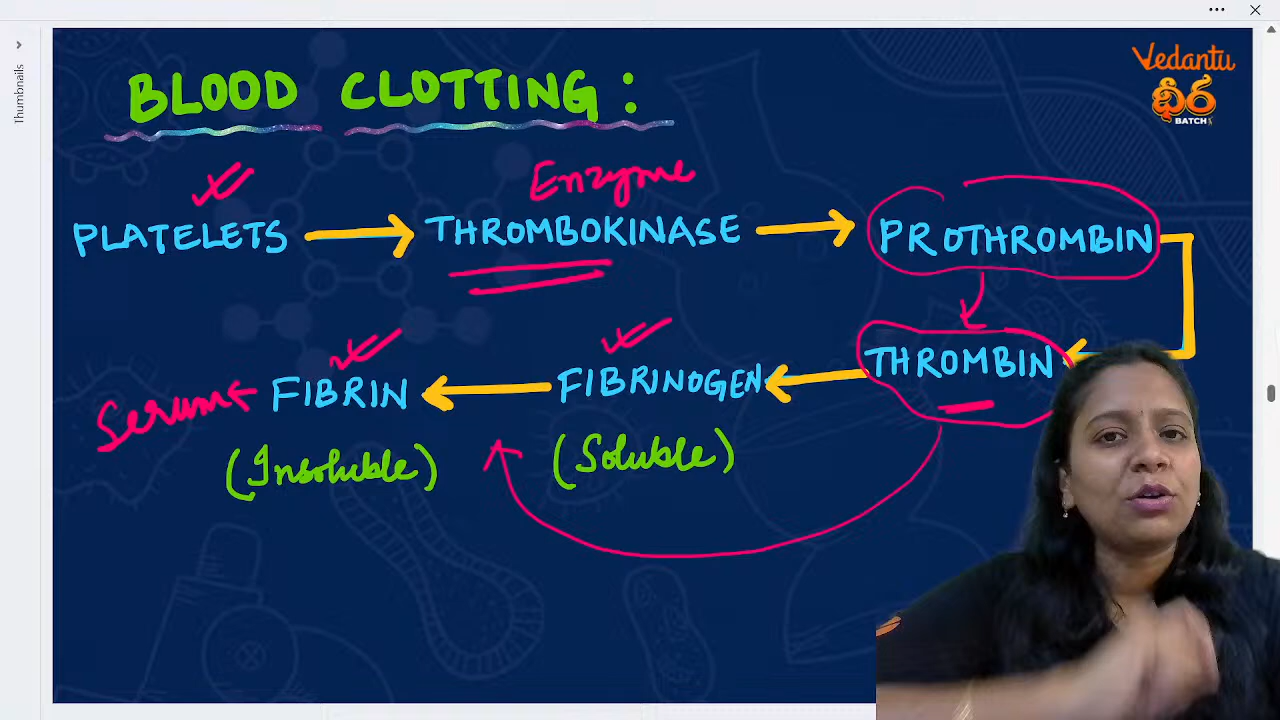 Thumbnails
Vedantu
ధీర
BATCH
BLOOD CLOTTING :
Enzyme
PLATELETS THROMBOKINASE PROTHROMBIN
THROMBIN
Serum FIBRIN FIBRINOGEN
(Insoluble) (Soluble)